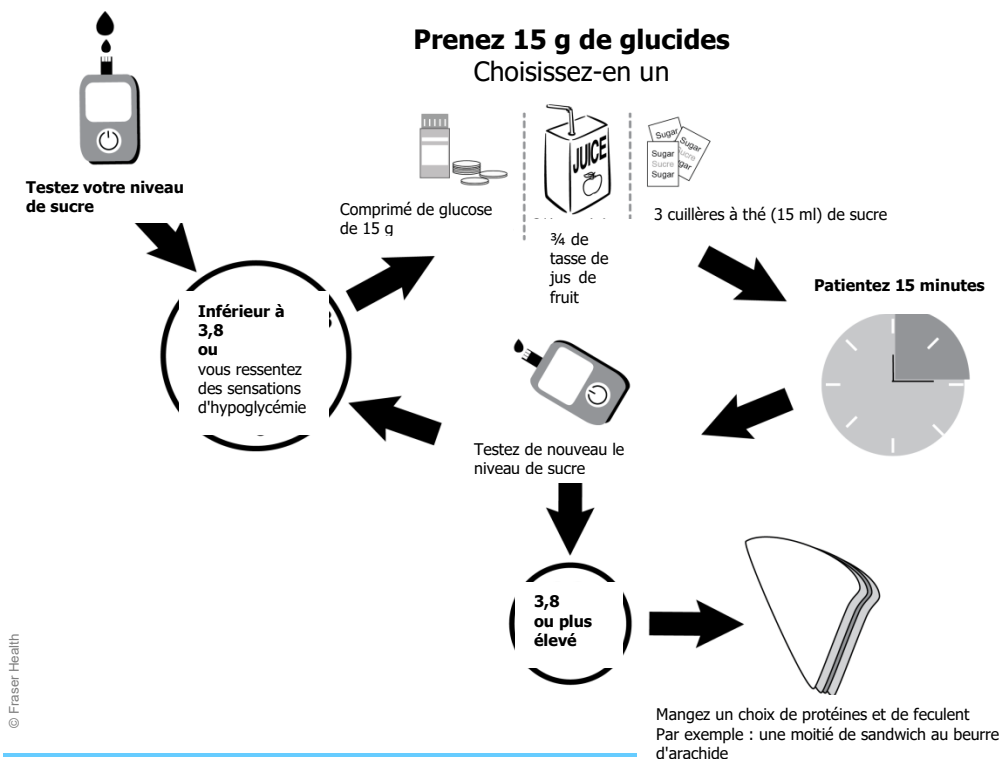 Prenez 15 g de glucides
Choisissez-en un
Testez votre niveau
de sucre
JUICE
Sugar
Sugar
Sucre
Sugar
Sucre
Sugar
Comprimé de glucose
de 15 g
¾ de
tasse de
jus de
fruit
3 cuillères à thé (15 ml) de sucre
Patientez 15 minutes
Inférieur à
3,8
ou
vous ressentez
des sensations
d'hypoglycémie
Testez de nouveau le
niveau de sucre
3,8
ou plus
élevé
Mangez un choix de protéines et de feculent
Par exemple : une moitié de sandwich au beurre
d'arachide
© Fraser Health